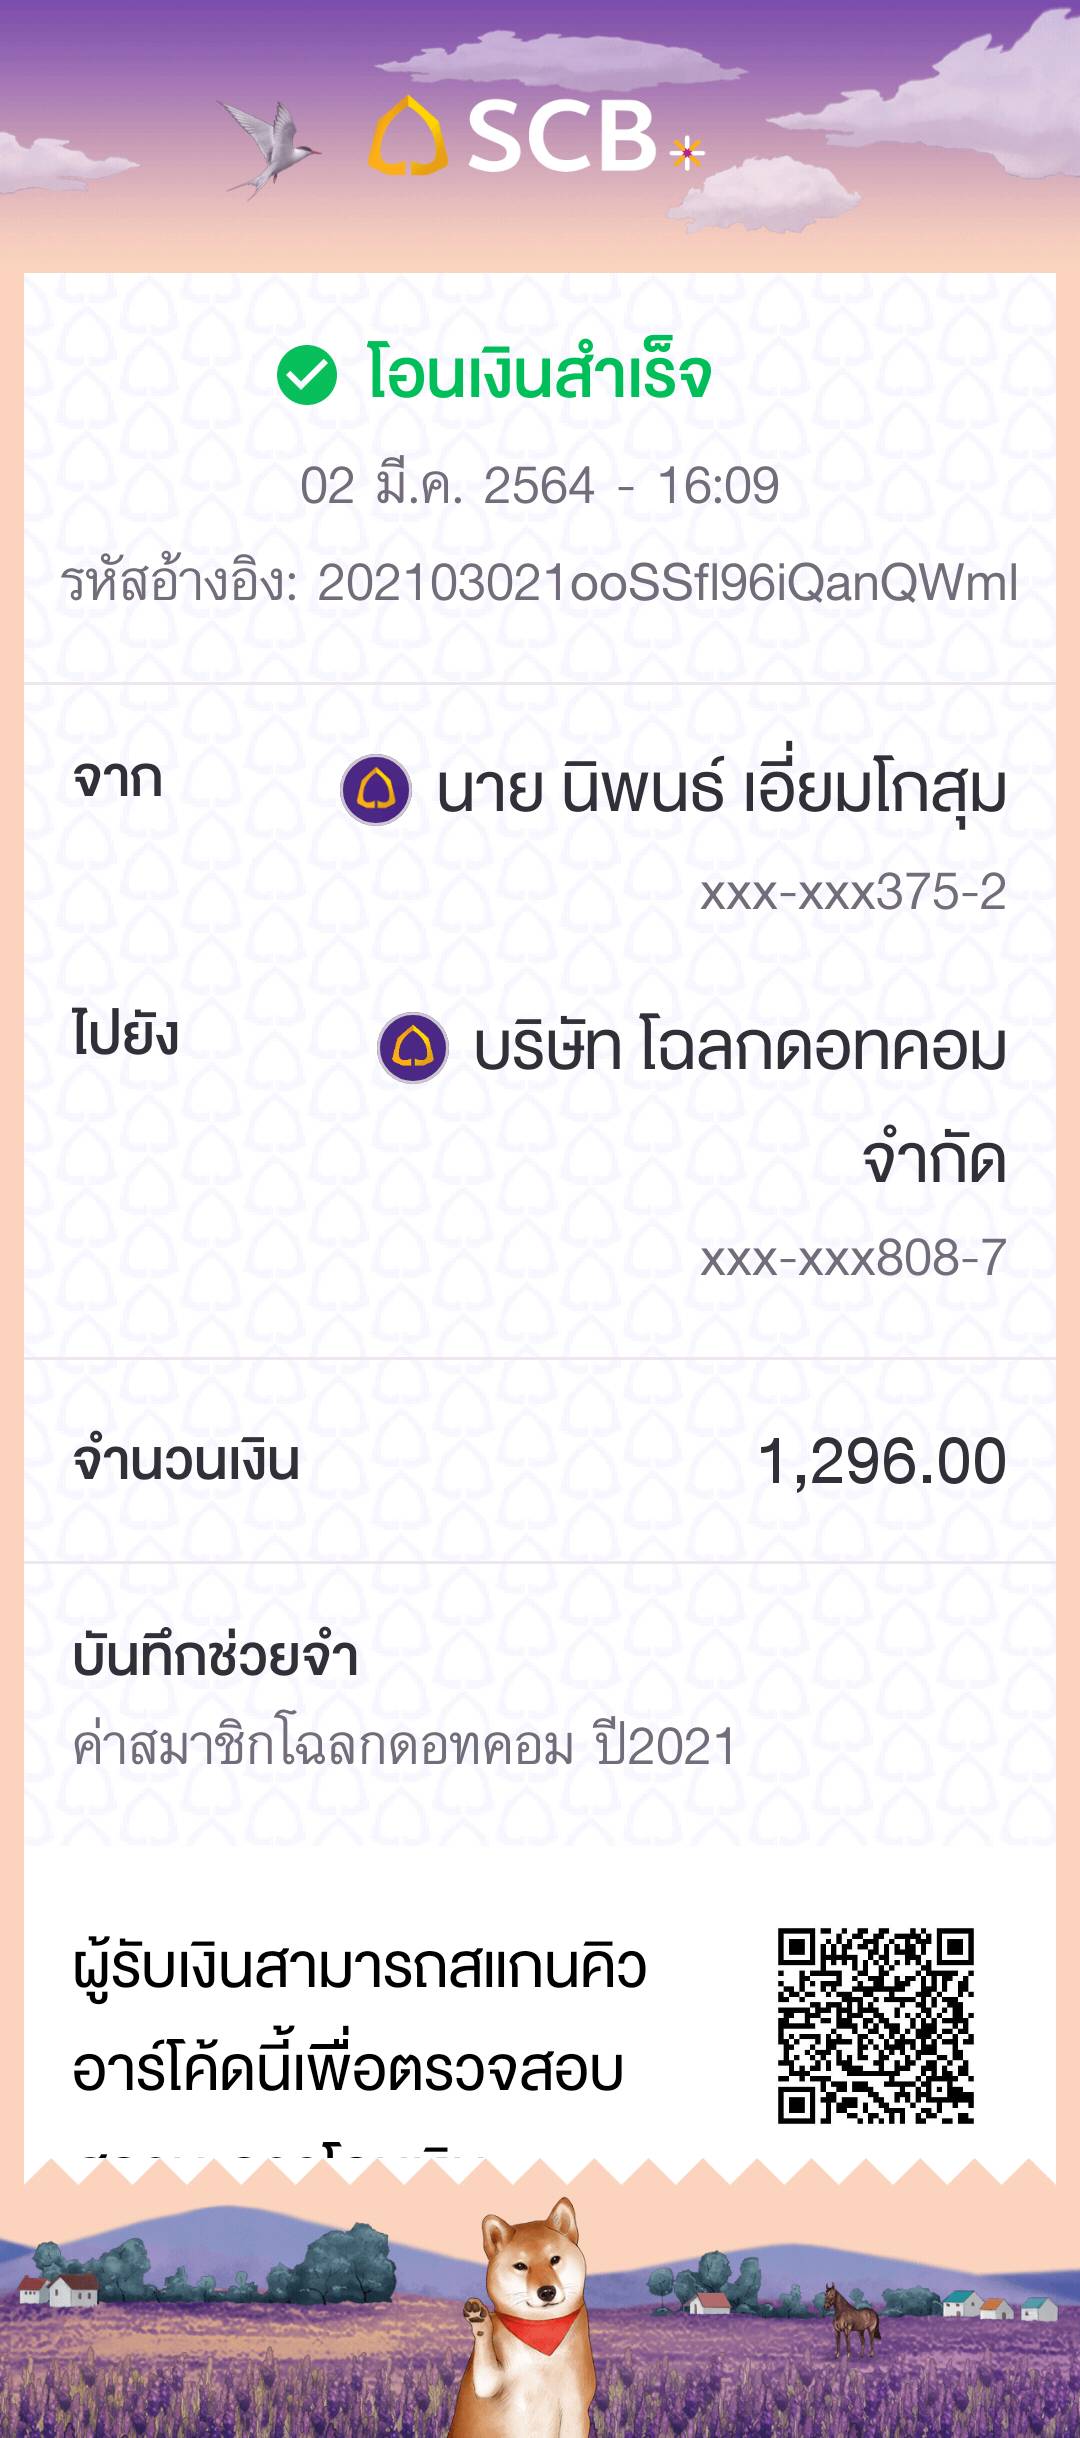 SCB
โอนเงินสำเร็จ
02 มี.ค. 2564 - 16:09
รหัสอ้างอิง: 202103021ooSSfl96iQanQWml
จาก
นาย นิพนธ์ เอี่ยมโกสุม
xxx-xxx375-2
ไปยัง
บริษัท โฉลกดอทคอม
จำกัด
xxx-xxx808-7
จำนวนเงิน
1,296.00
บันทึกช่วยจำ
ค่าสมาชิกโฉลกดอทคอม ปี2021
ผู้รับเงินสามารถสแกนคิว
อาร์โค้ดนี้เพื่อตรวจสอบ